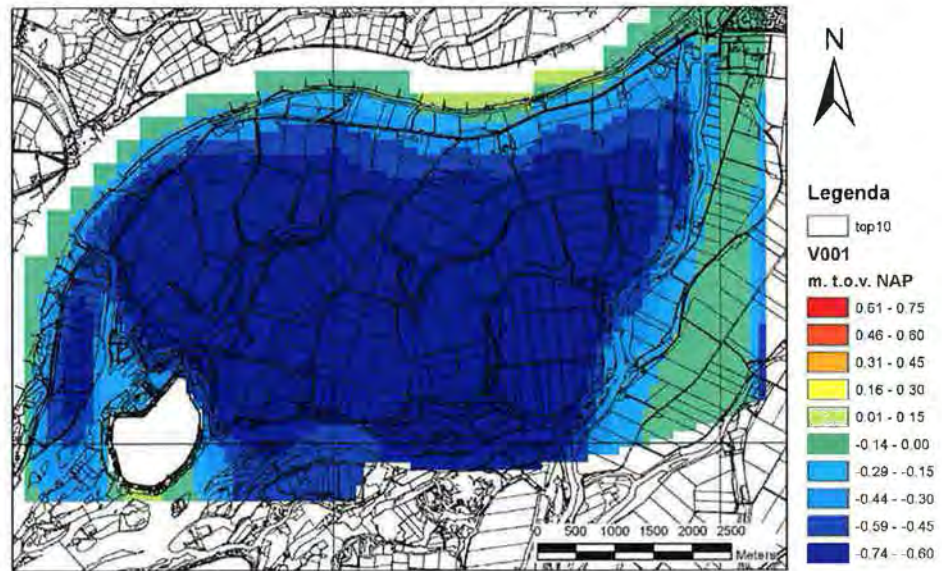 N
Legenda
top10
V001
m. t.o.v. NAP
0.61 - 0.75
0.46 - 0.60
0.31 - 0.45
0.16 - 0.30
0.01 - 0.15
-0.14 - 0.00
-0.29 - -0.15
-0.44 - -0.30
-0.59 - -0.45
-0.74 - -0.60
0 500 1000 1500 2000 2500
Meters